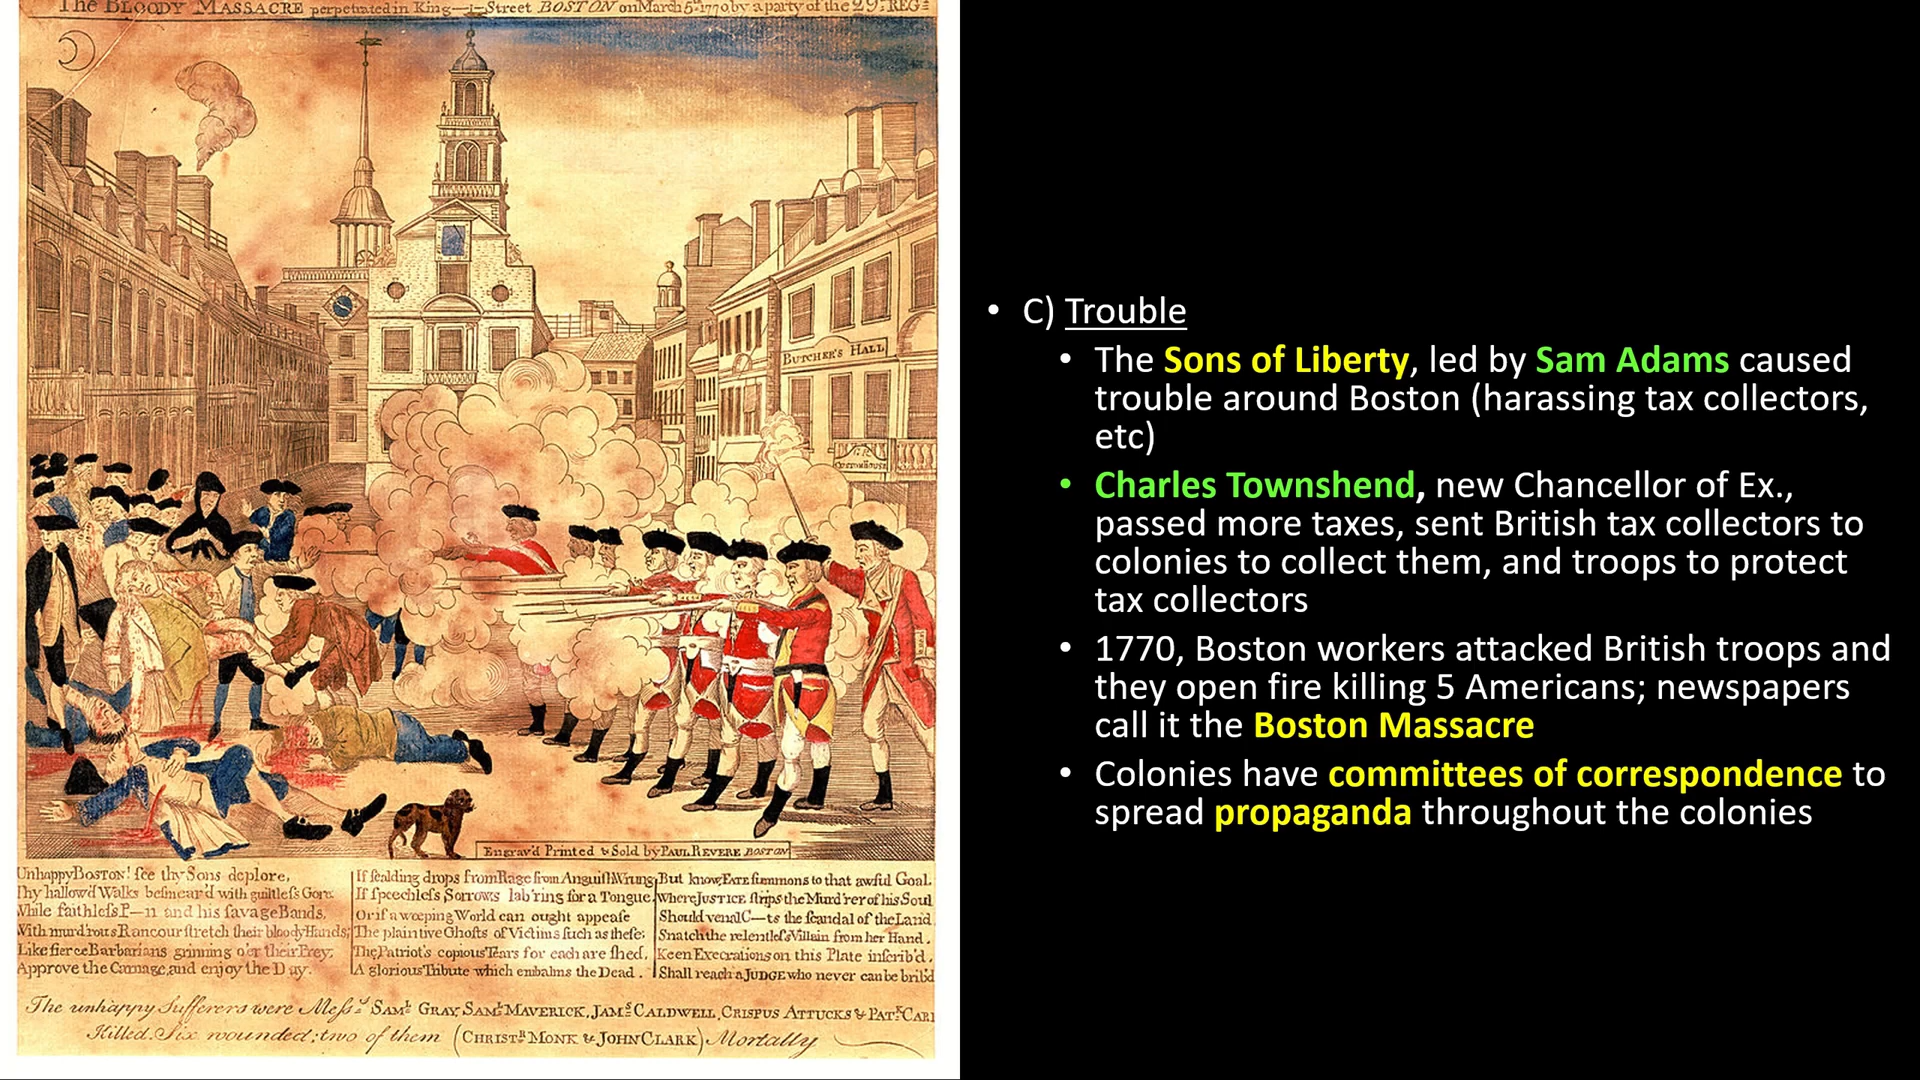 The BLOODY MASSACRE perpetrated in King—Street BOSTON on March 5th 1770 by a party of the 29th REGt
BUTCHER'S HALL
CUSTOMHOUSE
Engrav'd Printed & Sold by PAUL REVERE BOSTON
Unhappy BOSTON! ſee thy Sons deplore,
Thy hallow'd Walks beſmear'd with guiltleſs Gore.
While faithleſs P—n and his ſavage Bands,
With murd'rous Rancour ſtretch their bloody Hands;
Like fierce Barbarians grinning o'er their Prey,
Approve the Carnage, and enjoy the Day.
If ſcalding drops from Rage from Anguiſh Wrung
If ſpeechleſs Sorrows lab'ring for a Tongue,
Or if a weeping World can ought appeaſe
The plaintive Ghoſts of Victims ſuch as theſe;
The Patriot's copious Tears for each are ſhed,
A glorious Tribute which embalms the Dead.
But know, FATE ſummons to that awful Goal.
Where JUSTICE ſtrips the Murd'rer of his Soul
Should venal C—ts the ſcandal of the Land,
Snatch the relentleſs Villain from her Hand,
Keen Execrations on this Plate inſcrib'd,
Shall reach a JUDGE who never can be brib'd
The unhappy Sufferers were Meſs.s SAM.L GRAY, SAM.L MAVERICK, JAM.S CALDWELL, CRISPUS ATTUCKS & PAT.K CAR
Killed. Six wounded; two of them (CHRIST.R MONK & JOHN CLARK) Mortally
• C) Trouble
• The Sons of Liberty, led by Sam Adams caused
trouble around Boston (harassing tax collectors,
etc)
• Charles Townshend, new Chancellor of Ex.,
passed more taxes, sent British tax collectors to
colonies to collect them, and troops to protect
tax collectors
• 1770, Boston workers attacked British troops and
they open fire killing 5 Americans; newspapers
call it the Boston Massacre
• Colonies have committees of correspondence to
spread propaganda throughout the colonies